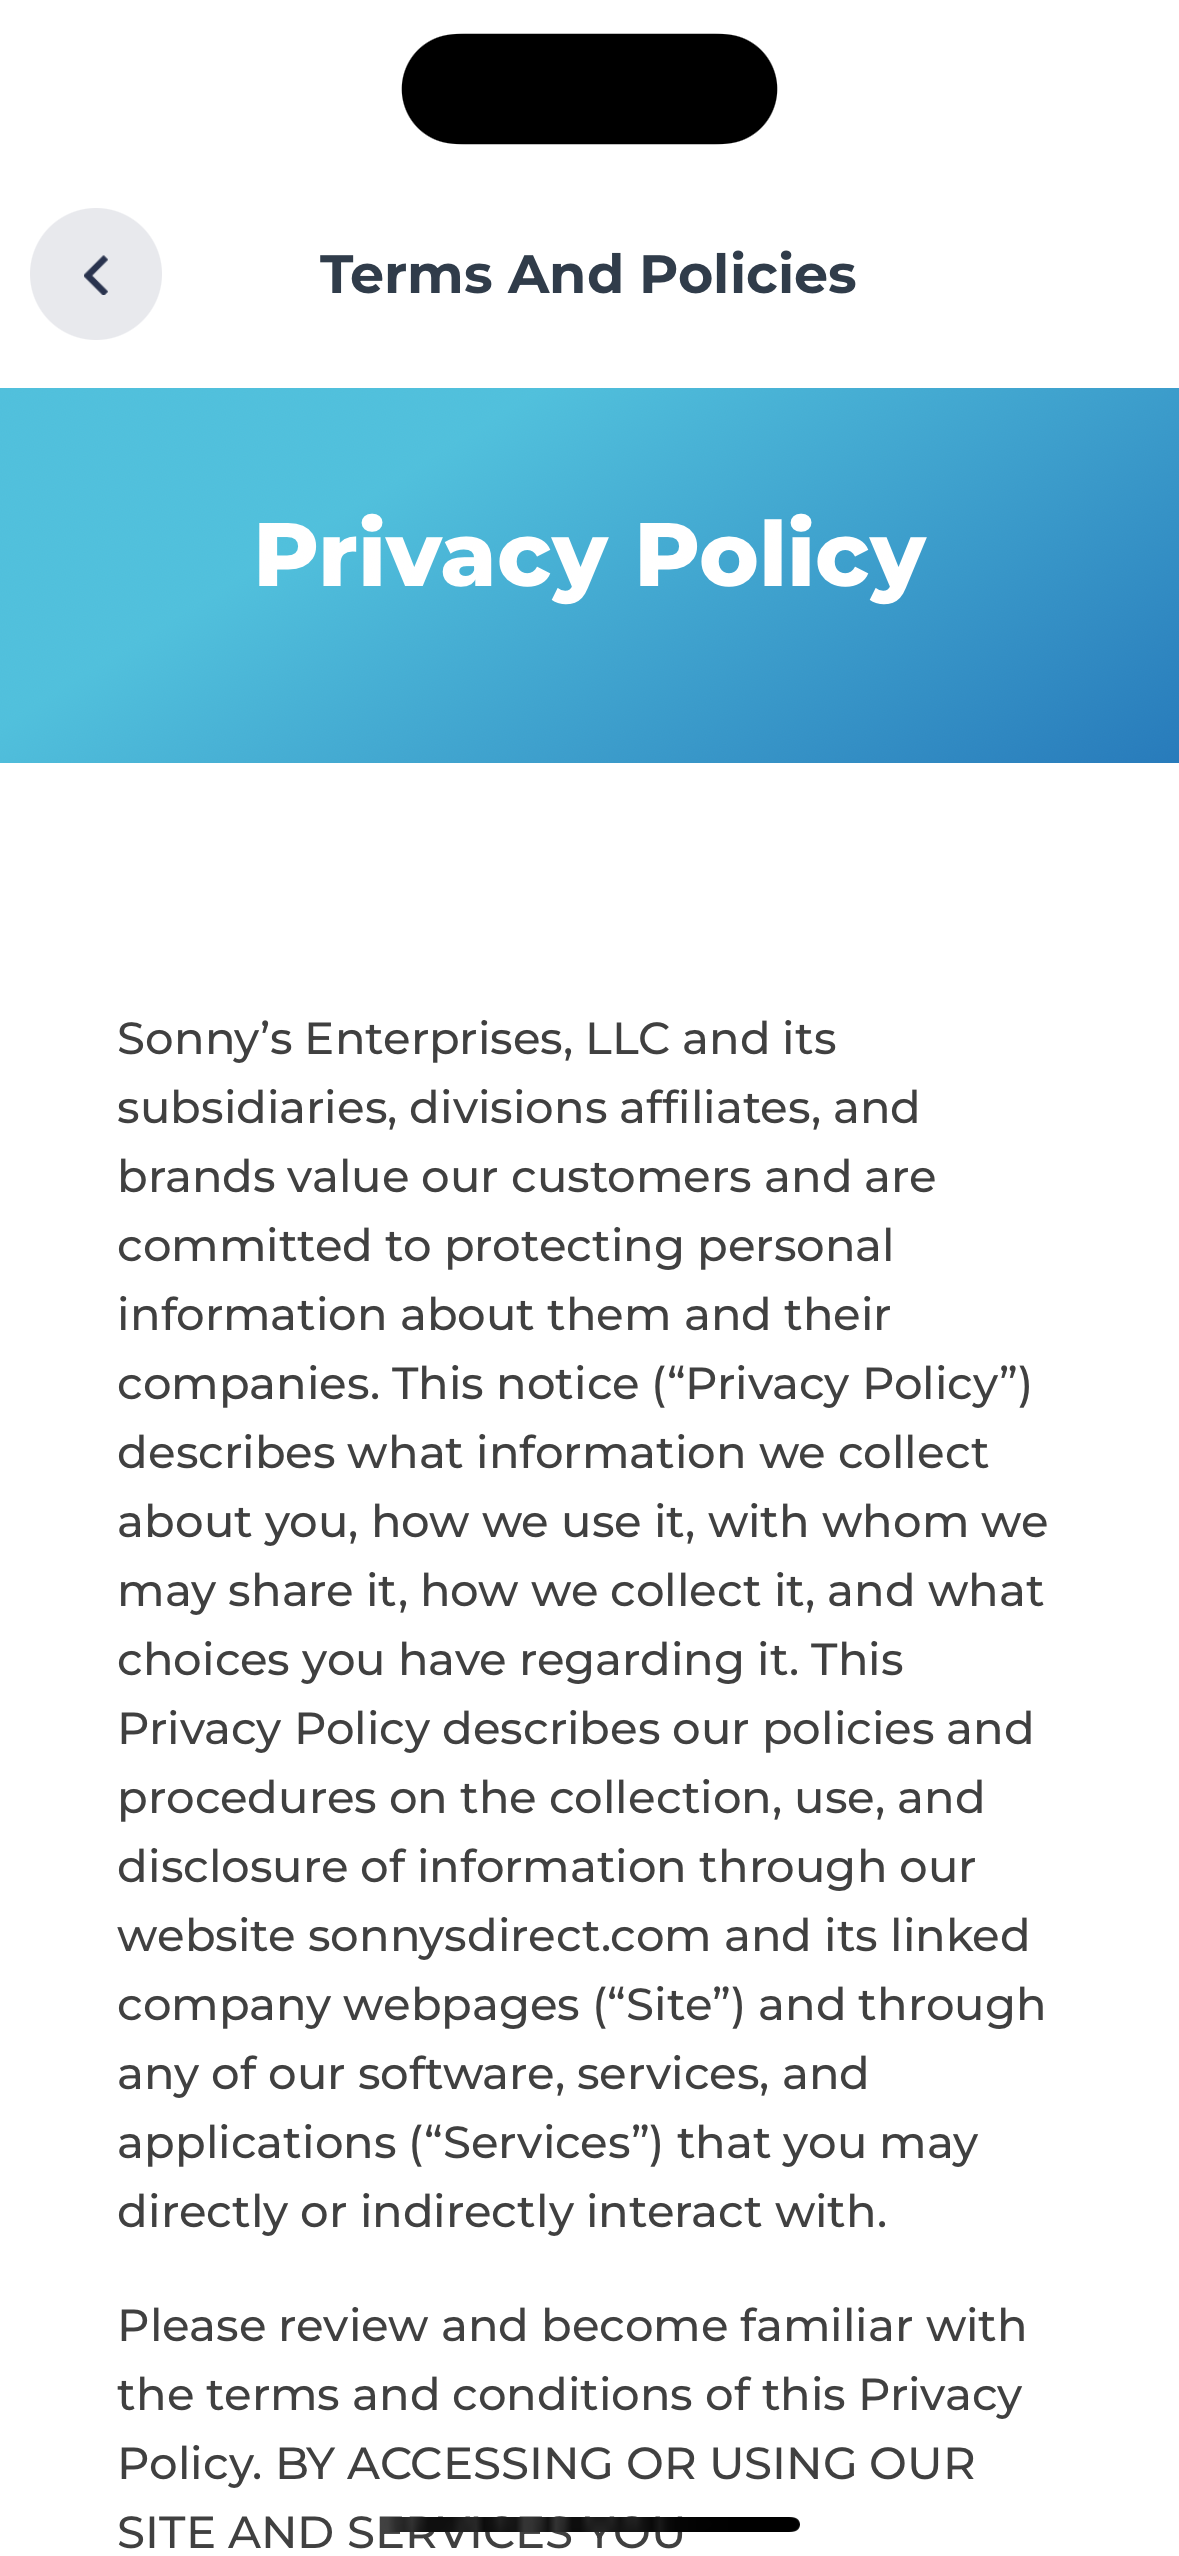 Terms And Policies
Privacy Policy
Sonny’s Enterprises, LLC and its
subsidiaries, divisions affiliates, and
brands value our customers and are
committed to protecting personal
information about them and their
companies. This notice (“Privacy Policy”)
describes what information we collect
about you, how we use it, with whom we
may share it, how we collect it, and what
choices you have regarding it. This
Privacy Policy describes our policies and
procedures on the collection, use, and
disclosure of information through our
website sonnysdirect.com and its linked
company webpages (“Site”) and through
any of our software, services, and
applications (“Services”) that you may
directly or indirectly interact with.
Please review and become familiar with
the terms and conditions of this Privacy
Policy. BY ACCESSING OR USING OUR
SITE AND SERVICES YOU